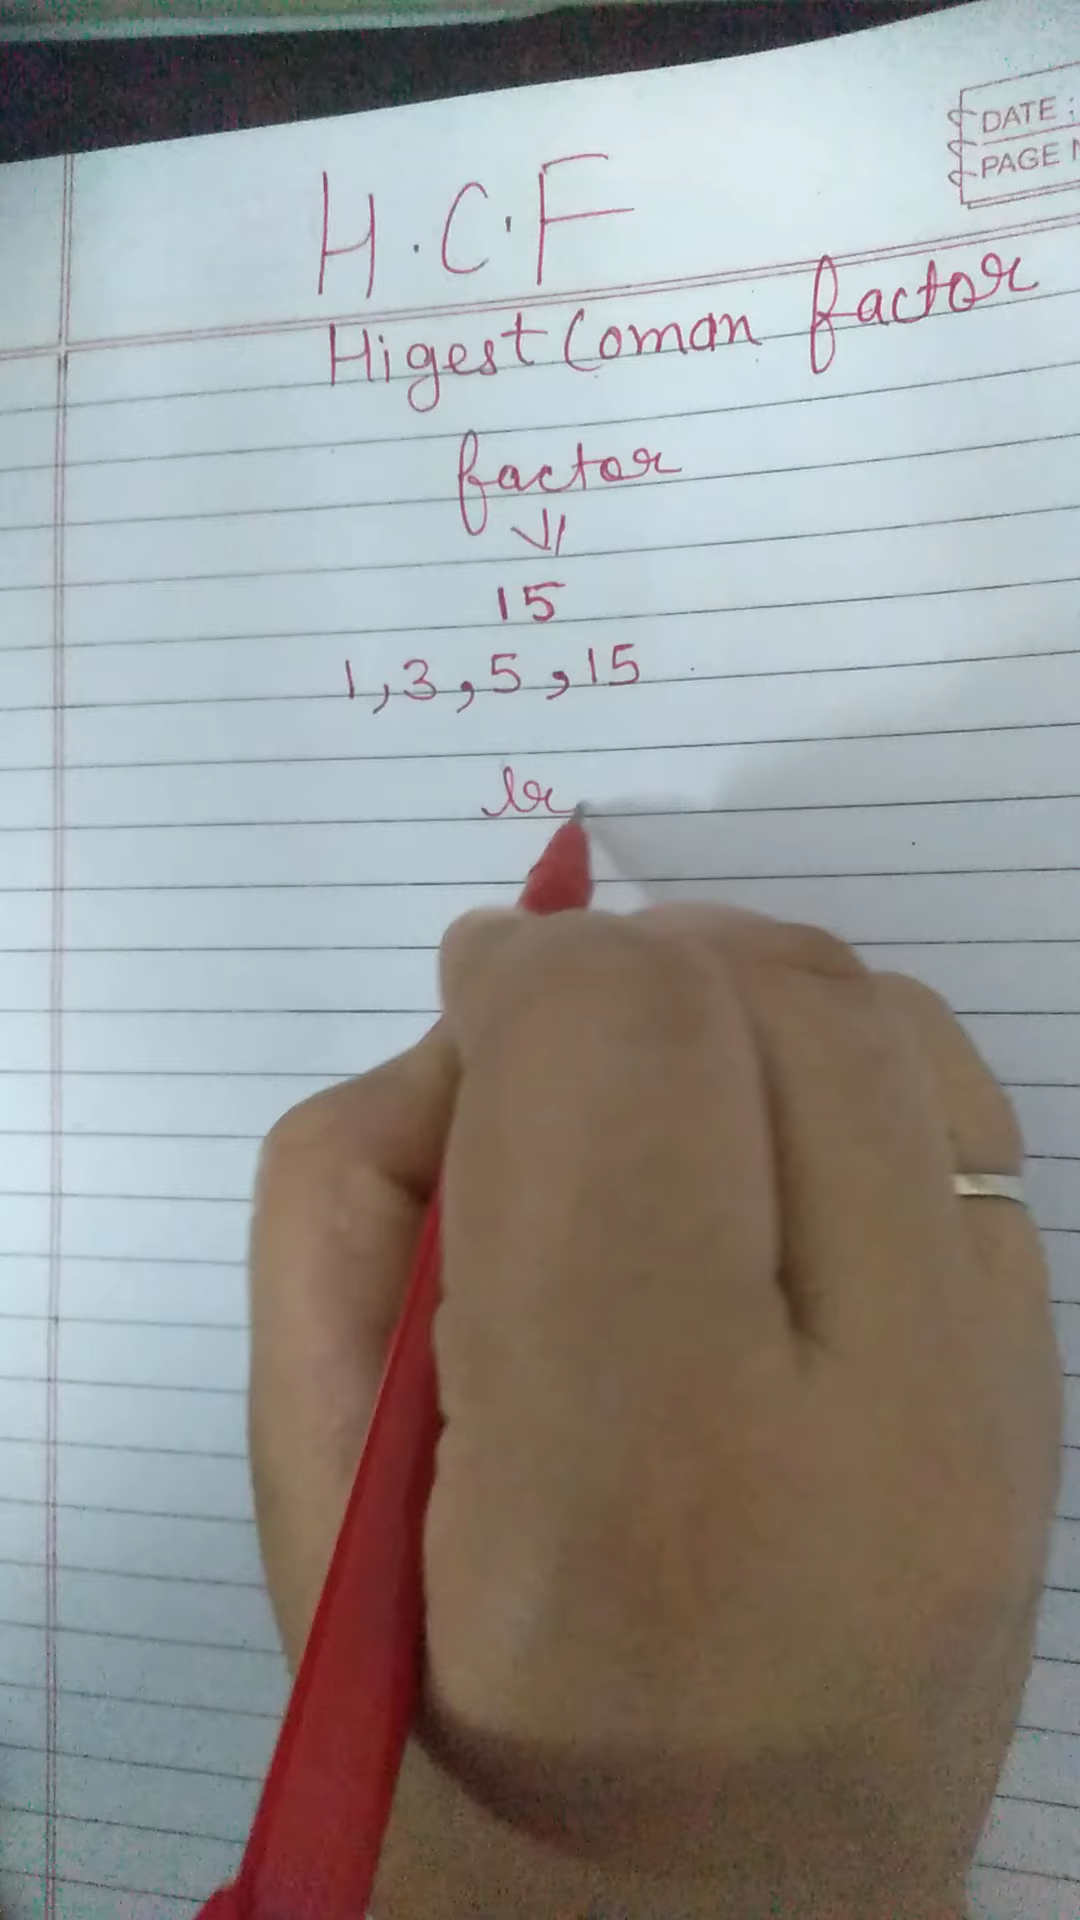 DATE :
PAGE N
H.C.F
Higest Coman factor
factor
15
1, 3, 5, 15